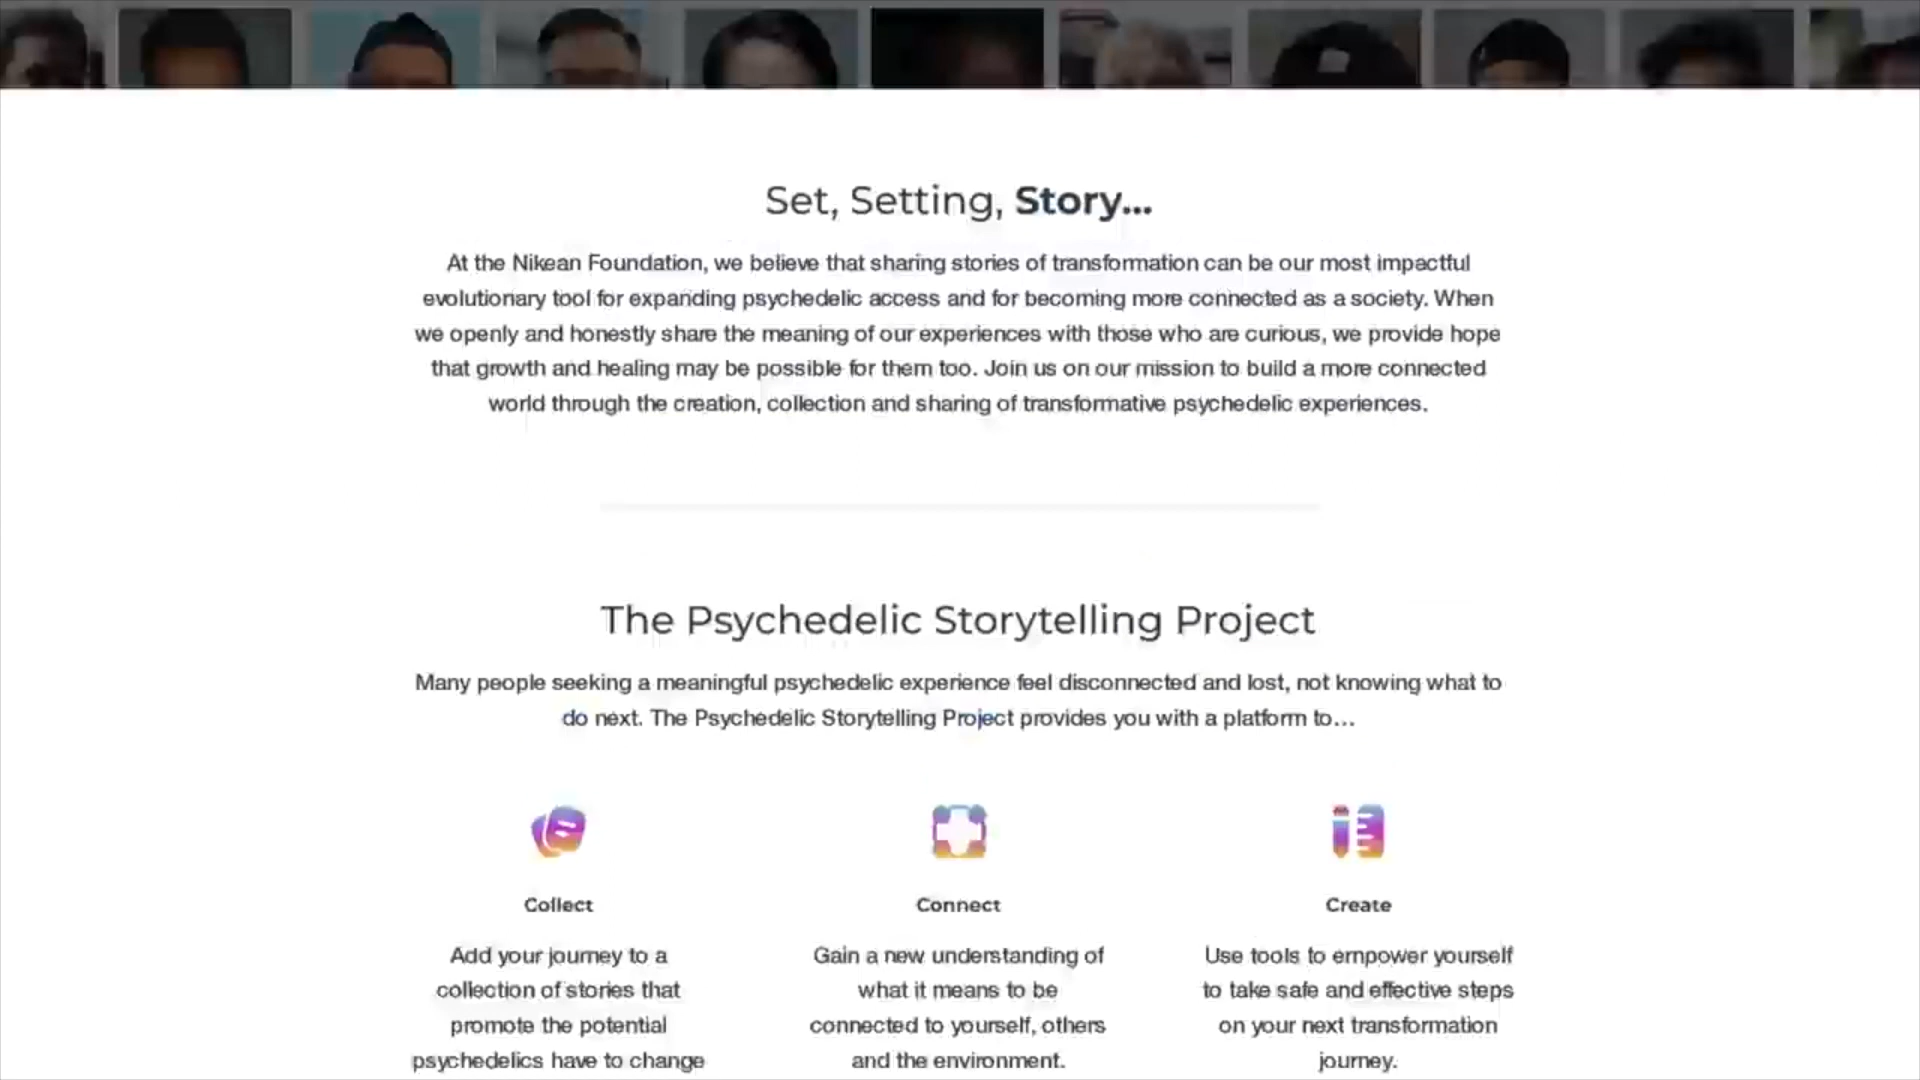 Set, Setting, Story...
At the Nikean Foundation, we believe that sharing stories of transformation can be our most impactful
evolutionary tool for expanding psychedelic access and for becoming more connected as a society. When
we openly and honestly share the meaning of our experiences with those who are curious, we provide hope
that growth and healing may be possible for them too. Join us on our mission to build a more connected
world through the creation, collection and sharing of transformative psychedelic experiences.
The Psychedelic Storytelling Project
Many people seeking a meaningful psychedelic experience feel disconnected and lost, not knowing what to
do next. The Psychedelic Storytelling Project provides you with a platform to...
Collect
Add your journey to a
collection of stories that
promote the potential
psychedelics have to change
Connect
Gain a new understanding of
what it means to be
connected to yourself, others
and the environment.
Create
Use tools to empower yourself
to take safe and effective steps
on your next transformation
journey.